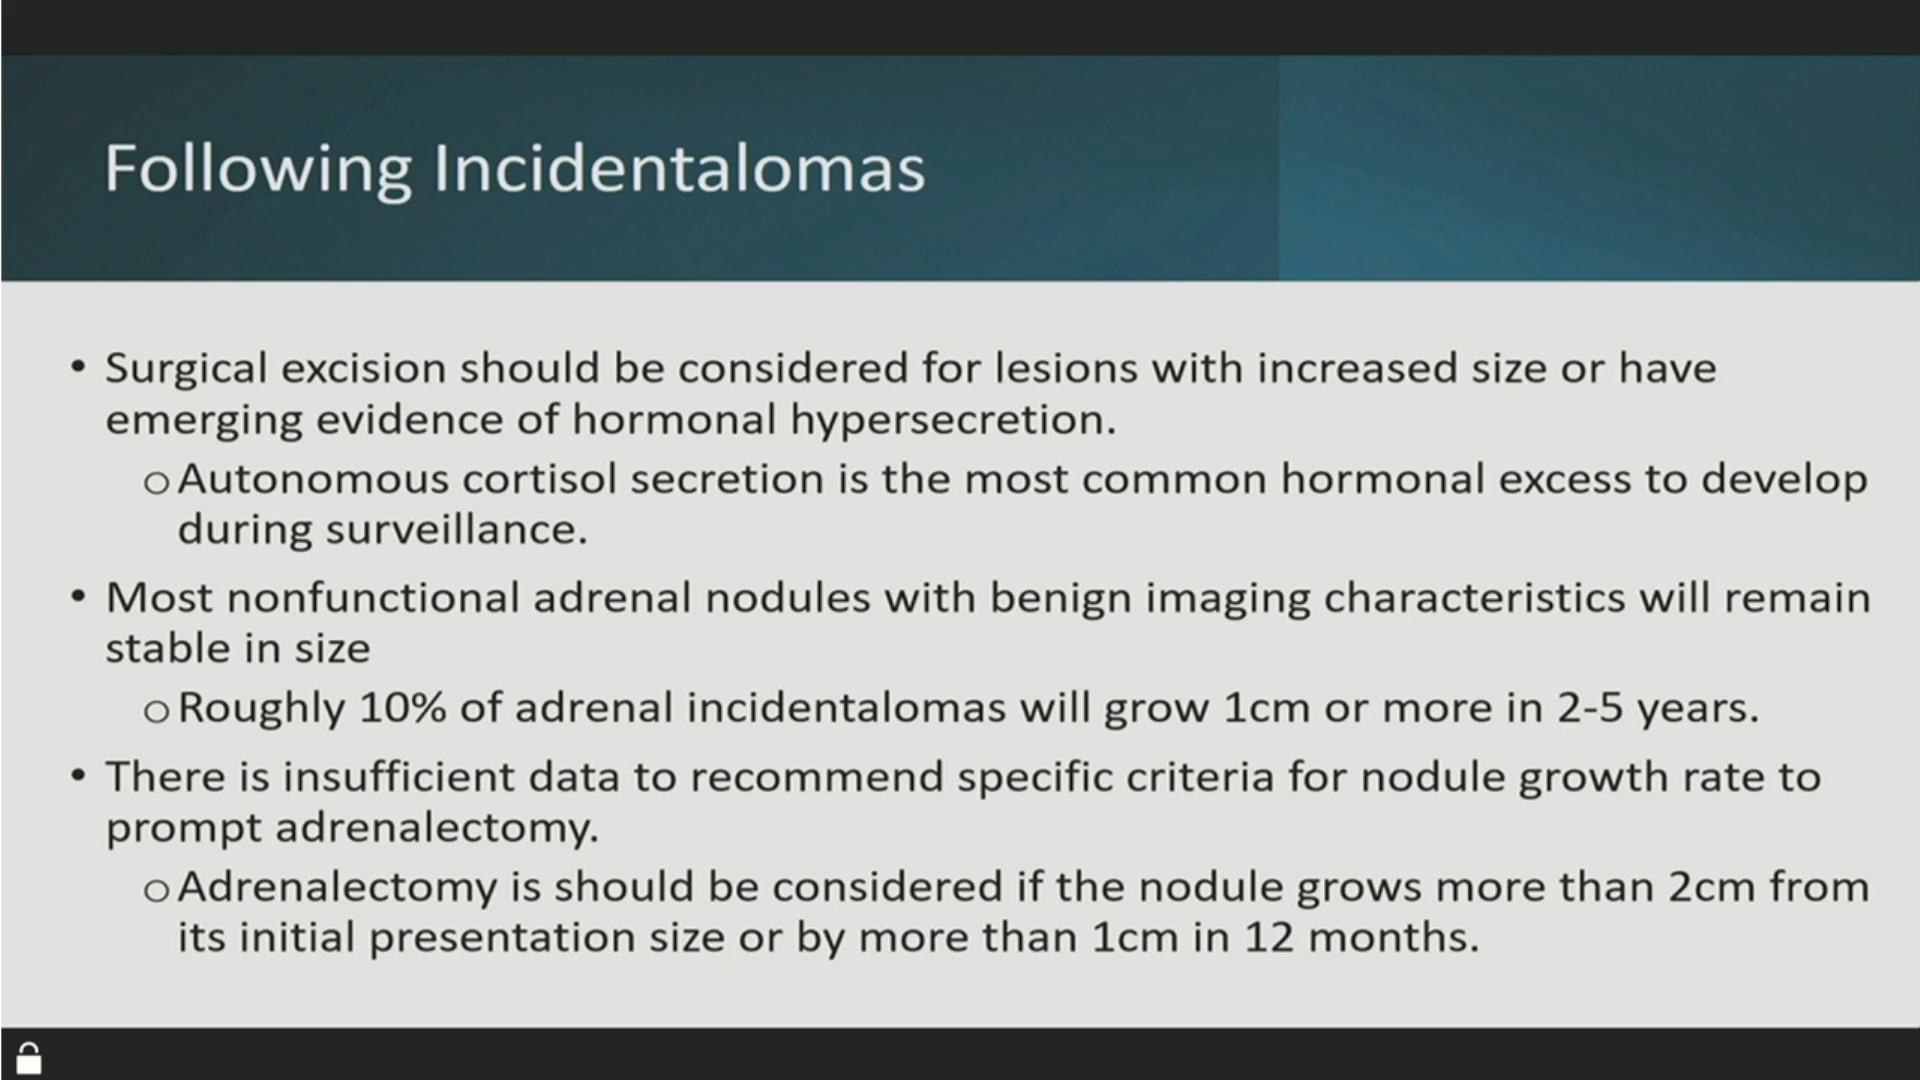 Following Incidentalomas
• Surgical excision should be considered for lesions with increased size or have
emerging evidence of hormonal hypersecretion.
o Autonomous cortisol secretion is the most common hormonal excess to develop
during surveillance.
• Most nonfunctional adrenal nodules with benign imaging characteristics will remain
stable in size
o Roughly 10% of adrenal incidentalomas will grow 1cm or more in 2-5 years.
• There is insufficient data to recommend specific criteria for nodule growth rate to
prompt adrenalectomy.
o Adrenalectomy is should be considered if the nodule grows more than 2cm from
its initial presentation size or by more than 1cm in 12 months.